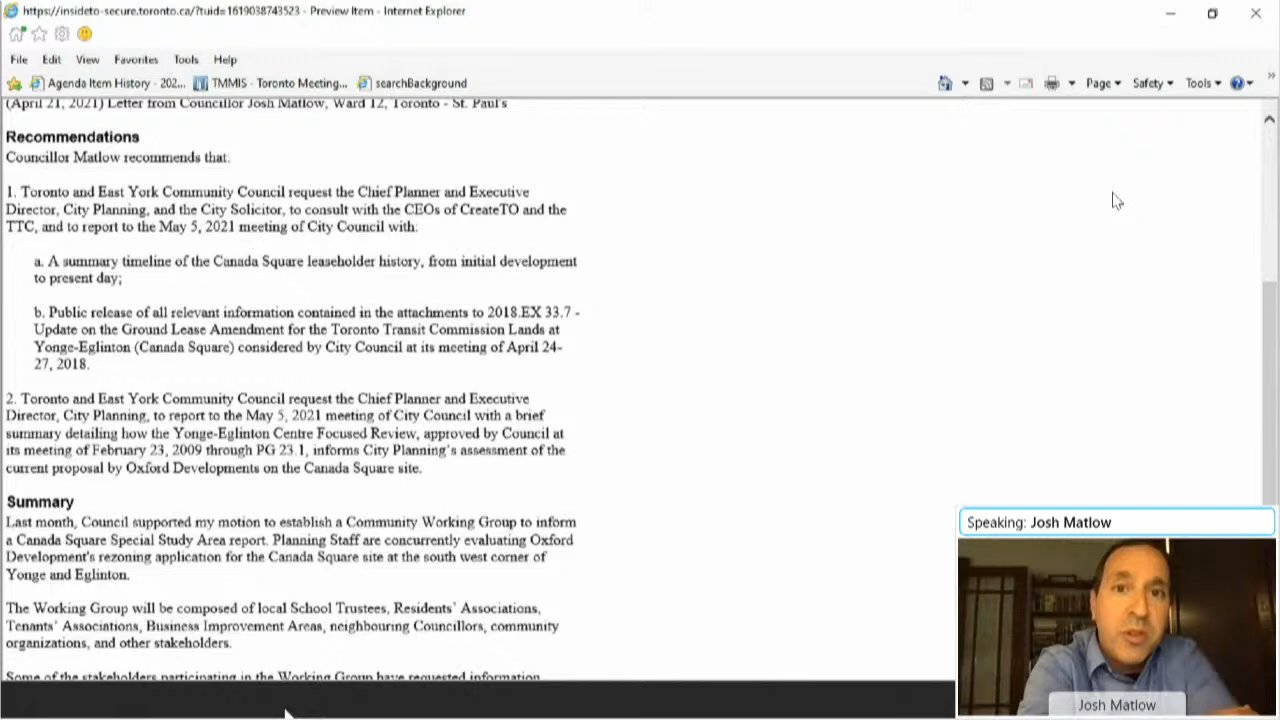 https://insideto-secure.toronto.ca/?tuid=1619038743523 - Preview Item - Internet Explorer
File Edit View Favorites Tools Help
Agenda Item History - 202... TMMIS - Toronto Meeting... searchBackground Page Safety Tools
(April 21, 2021) Letter from Councillor Josh Matlow, Ward 12, Toronto - St. Paul's
Recommendations
Councillor Matlow recommends that:
1. Toronto and East York Community Council request the Chief Planner and Executive
Director, City Planning, and the City Solicitor, to consult with the CEOs of CreateTO and the
TTC, and to report to the May 5, 2021 meeting of City Council with:
a. A summary timeline of the Canada Square leaseholder history, from initial development
to present day;
b. Public release of all relevant information contained in the attachments to 2018.EX 33.7 -
Update on the Ground Lease Amendment for the Toronto Transit Commission Lands at
Yonge-Eglinton (Canada Square) considered by City Council at its meeting of April 24-
27, 2018.
2. Toronto and East York Community Council request the Chief Planner and Executive
Director, City Planning, to report to the May 5, 2021 meeting of City Council with a brief
summary detailing how the Yonge-Eglinton Centre Focused Review, approved by Council at
its meeting of February 23, 2009 through PG 23.1, informs City Planning's assessment of the
current proposal by Oxford Developments on the Canada Square site.
Summary
Last month, Council supported my motion to establish a Community Working Group to inform
a Canada Square Special Study Area report. Planning Staff are concurrently evaluating Oxford
Development's rezoning application for the Canada Square site at the south west corner of
Yonge and Eglinton.
The Working Group will be composed of local School Trustees, Residents' Associations,
Tenants' Associations, Business Improvement Areas, neighbouring Councillors, community
organizations, and other stakeholders.
Some of the stakeholders participating in the Working Group have requested information
Speaking: Josh Matlow
Josh Matlow